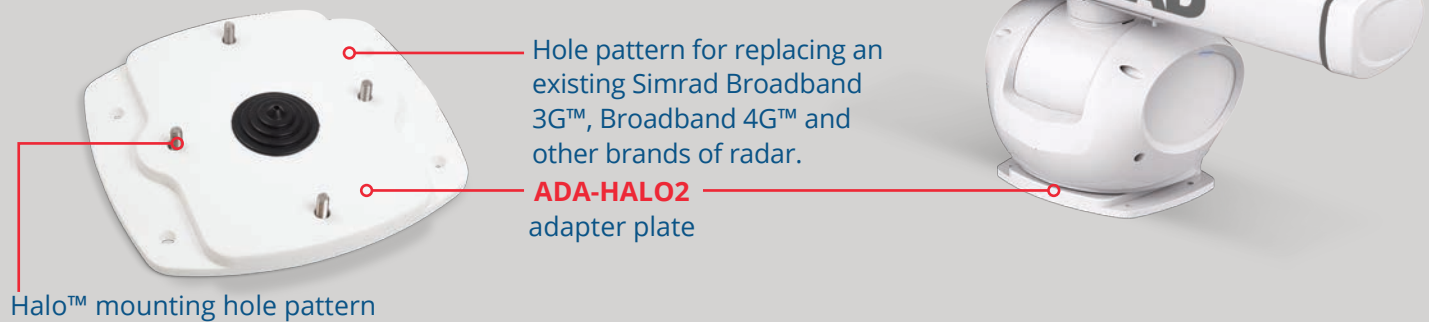 Hole pattern for replacing an
existing Simrad Broadband
3G™, Broadband 4G™ and
other brands of radar.
ADA-HALO2
adapter plate
Halo™ mounting hole pattern